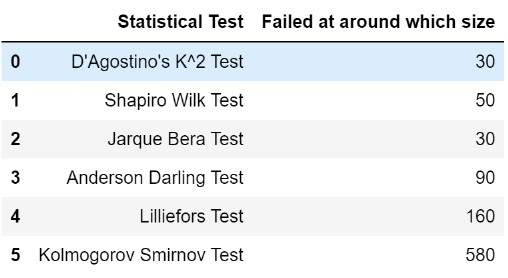 Statistical Test Failed at around which size
0 D'Agostino's K^2 Test 30
1 Shapiro Wilk Test 50
2 Jarque Bera Test 30
3 Anderson Darling Test 90
4 Lilliefors Test 160
5 Kolmogorov Smirnov Test 580